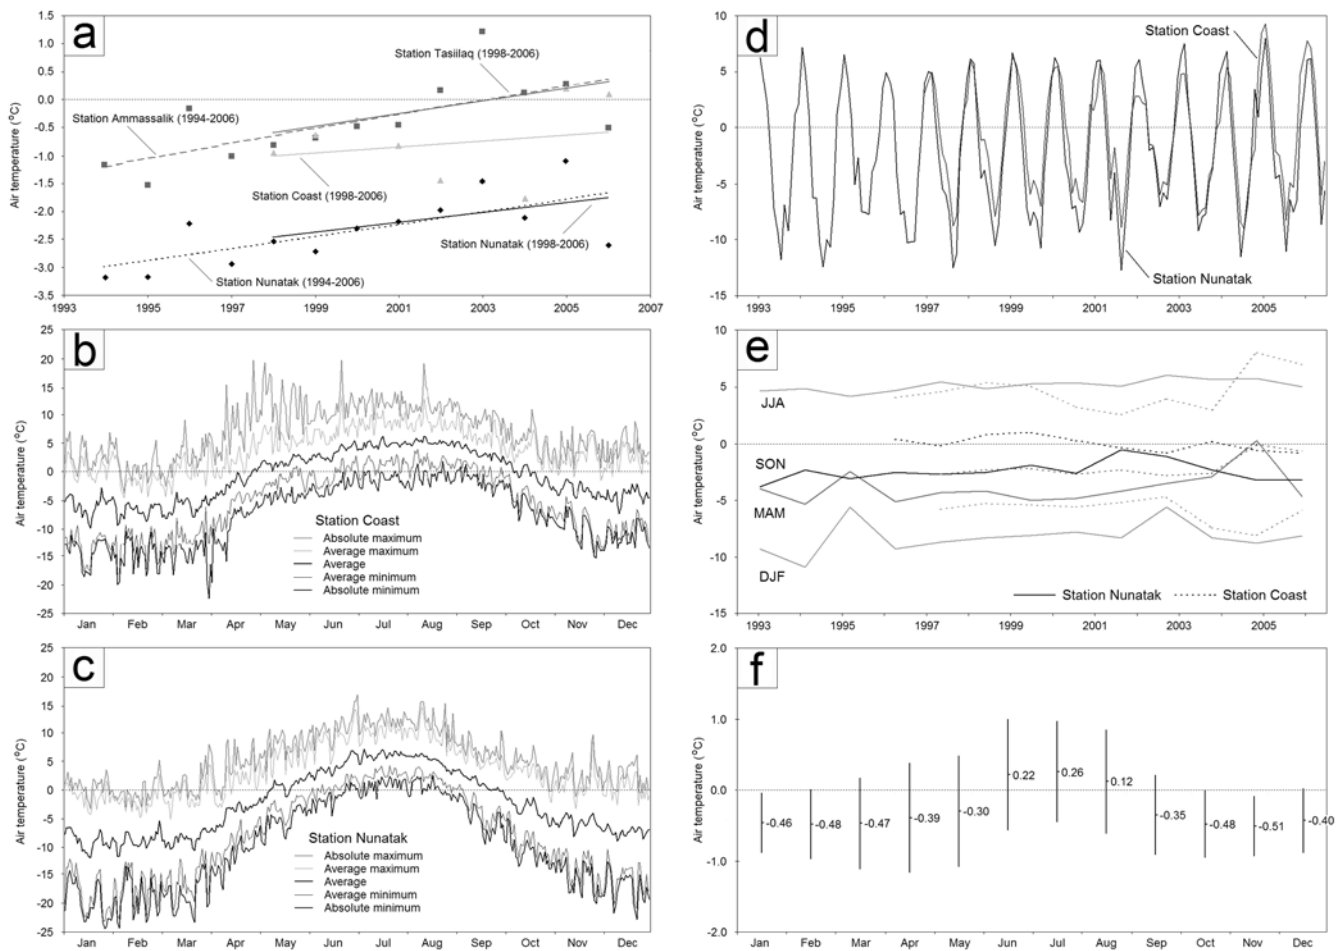 a
Air temperature (°C)
1.5
1.0
0.5
0.0
-0.5
-1.0
-1.5
-2.0
-2.5
-3.0
-3.5
Station Tasiilaq (1998-2006)
Station Ammassalik (1994-2006)
Station Coast (1998-2006)
Station Nunatak (1998-2006)
Station Nunatak (1994-2006)
1993 1995 1997 1999 2001 2003 2005 2007
d
Air temperature (°C)
10
5
0
-5
-10
-15
Station Coast
Station Nunatak
1993 1995 1997 1999 2001 2003 2005
b
Air temperature (°C)
25
20
15
10
5
0
-5
-10
-15
-20
-25
Station Coast
Absolute maximum
Average maximum
Average
Average minimum
Absolute minimum
Jan Feb Mar Apr May Jun Jul Aug Sep Oct Nov Dec
e
Air temperature (°C)
10
5
0
-5
-10
-15
JJA
SON
MAM
DJF
Station Nunatak Station Coast
1993 1995 1997 1999 2001 2003 2005
c
Air temperature (°C)
25
20
15
10
5
0
-5
-10
-15
-20
-25
Station Nunatak
Absolute maximum
Average maximum
Average
Average minimum
Absolute minimum
Jan Feb Mar Apr May Jun Jul Aug Sep Oct Nov Dec
f
Air temperature (°C)
2.0
1.0
0.0
-1.0
-2.0
-0.46 -0.48 -0.47 -0.39 -0.30 0.22 0.26 0.12 -0.35 -0.48 -0.51 -0.40
Jan Feb Mar Apr May Jun Jul Aug Sep Oct Nov Dec